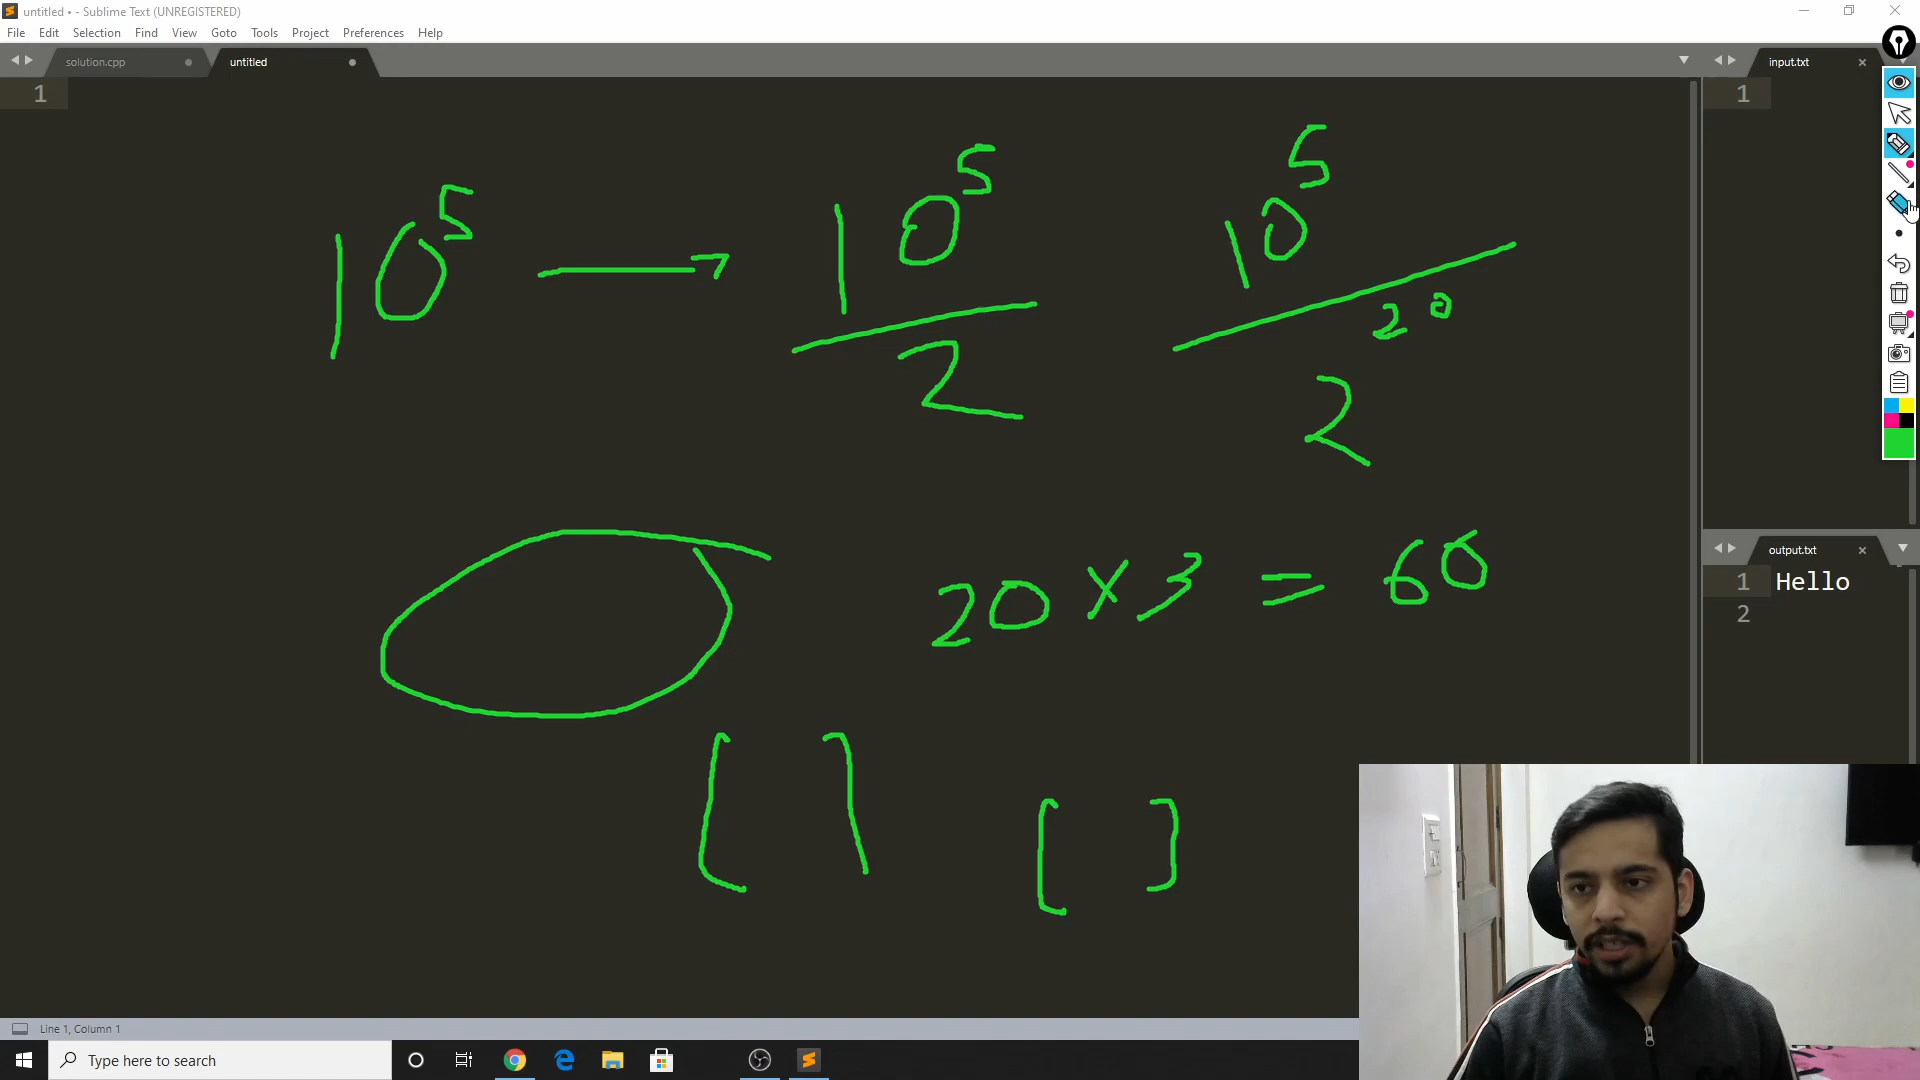 untitled • - Sublime Text (UNREGISTERED)
File Edit Selection Find View Goto Tools Project Preferences Help
solution.cpp
untitled
input.txt
1
1
10^5 → 10^5/2 10^5/2^20
20 × 3 = 60
[ ] [ ]
output.txt
1 Hello
2
Line 1, Column 1
Type here to search